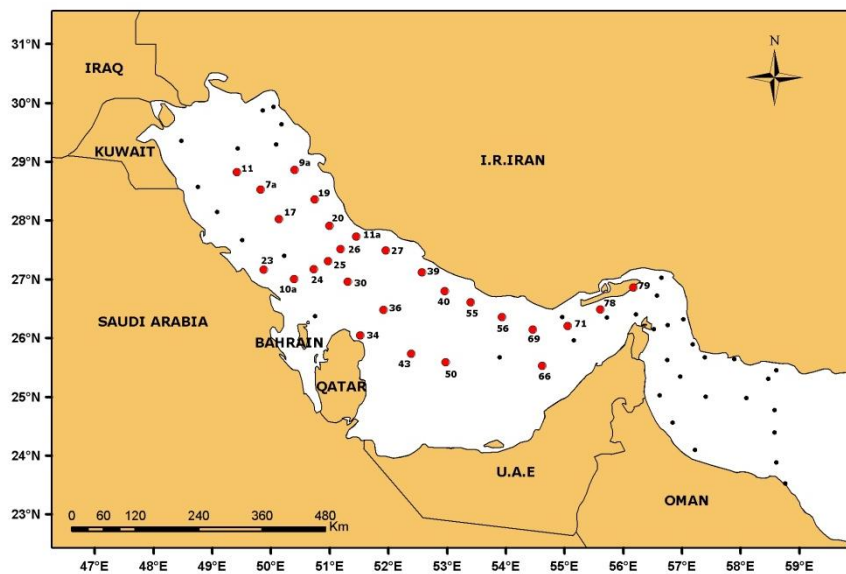 N
31°N
IRAQ
30°N
KUWAIT
29°N
9a
11
I.R.IRAN
7a
19
28°N
17
20
11a
26
27
27°N
23
25
39
24
10a
30
40
79
SAUDI ARABIA
36
55
78
26°N
56
71
BAHRAIN
34
69
43
50
66
QATAR
25°N
24°N
U.A.E
OMAN
23°N
0 60 120 240 360 480
Km
47°E 48°E 49°E 50°E 51°E 52°E 53°E 54°E 55°E 56°E 57°E 58°E 59°E